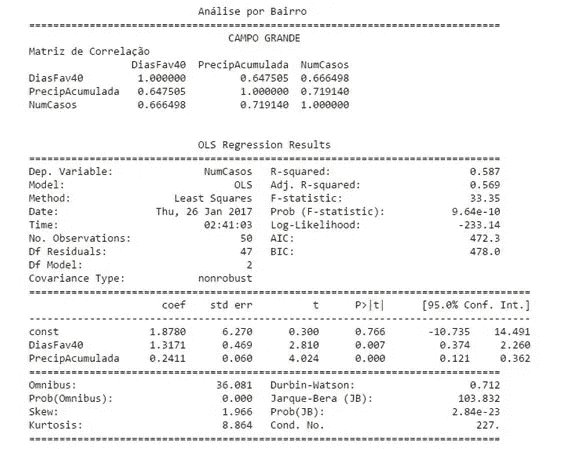 Análise por Bairro
==============================================================================
CAMPO GRANDE
Matriz de Correlação
DiasFav40 PrecipAcumulada NumCasos
DiasFav40 1.000000 0.647505 0.666498
PrecipAcumulada 0.647505 1.000000 0.719140
NumCasos 0.666498 0.719140 1.000000
OLS Regression Results
==============================================================================
Dep. Variable: NumCasos R-squared: 0.587
Model: OLS Adj. R-squared: 0.569
Method: Least Squares F-statistic: 33.35
Date: Thu, 26 Jan 2017 Prob (F-statistic): 9.64e-10
Time: 02:41:03 Log-Likelihood: -233.14
No. Observations: 50 AIC: 472.3
Df Residuals: 47 BIC: 478.0
Df Model: 2
Covariance Type: nonrobust
===================================================================================
coef std err t P>|t| [95.0% Conf. Int.]
-----------------------------------------------------------------------------------
const 1.8780 6.270 0.300 0.766 -10.735 14.491
DiasFav40 1.3171 0.469 2.810 0.007 0.374 2.260
PrecipAcumulada 0.2411 0.060 4.024 0.000 0.121 0.362
==============================================================================
Omnibus: 36.081 Durbin-Watson: 0.712
Prob(Omnibus): 0.000 Jarque-Bera (JB): 103.832
Skew: 1.966 Prob(JB): 2.84e-23
Kurtosis: 8.864 Cond. No. 227.
==============================================================================